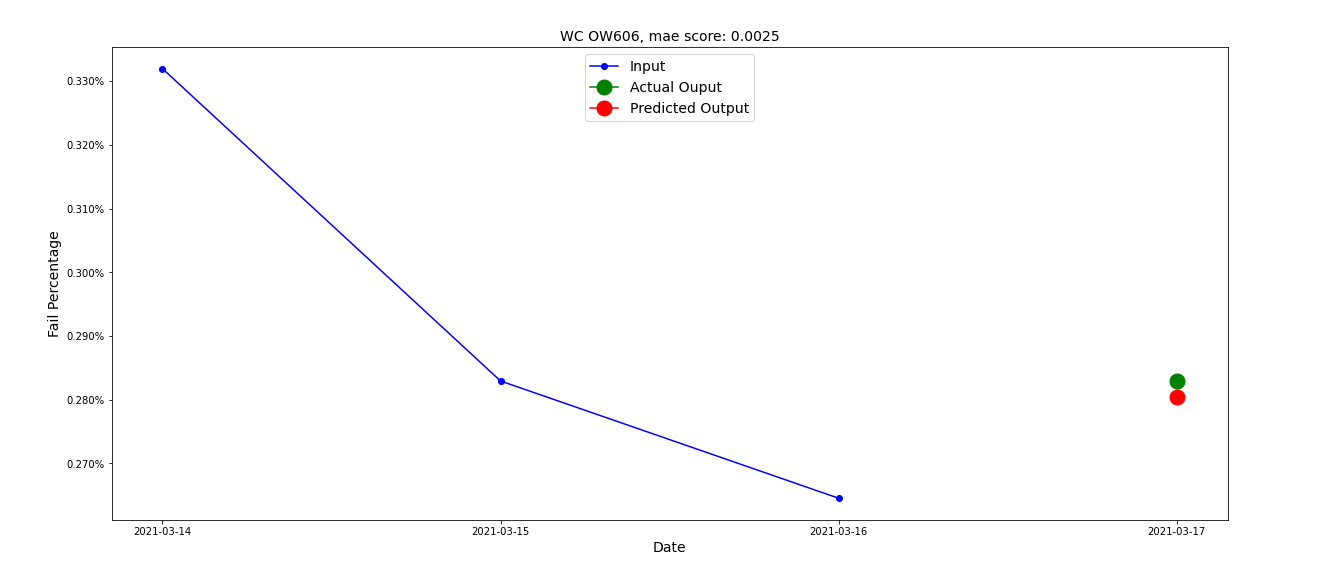 WC OW606, mae score: 0.0025
Input
Actual Ouput
Predicted Output
Fail Percentage
0.330%
0.320%
0.310%
0.300%
0.290%
0.280%
0.270%
2021-03-14
2021-03-15
2021-03-16
2021-03-17
Date